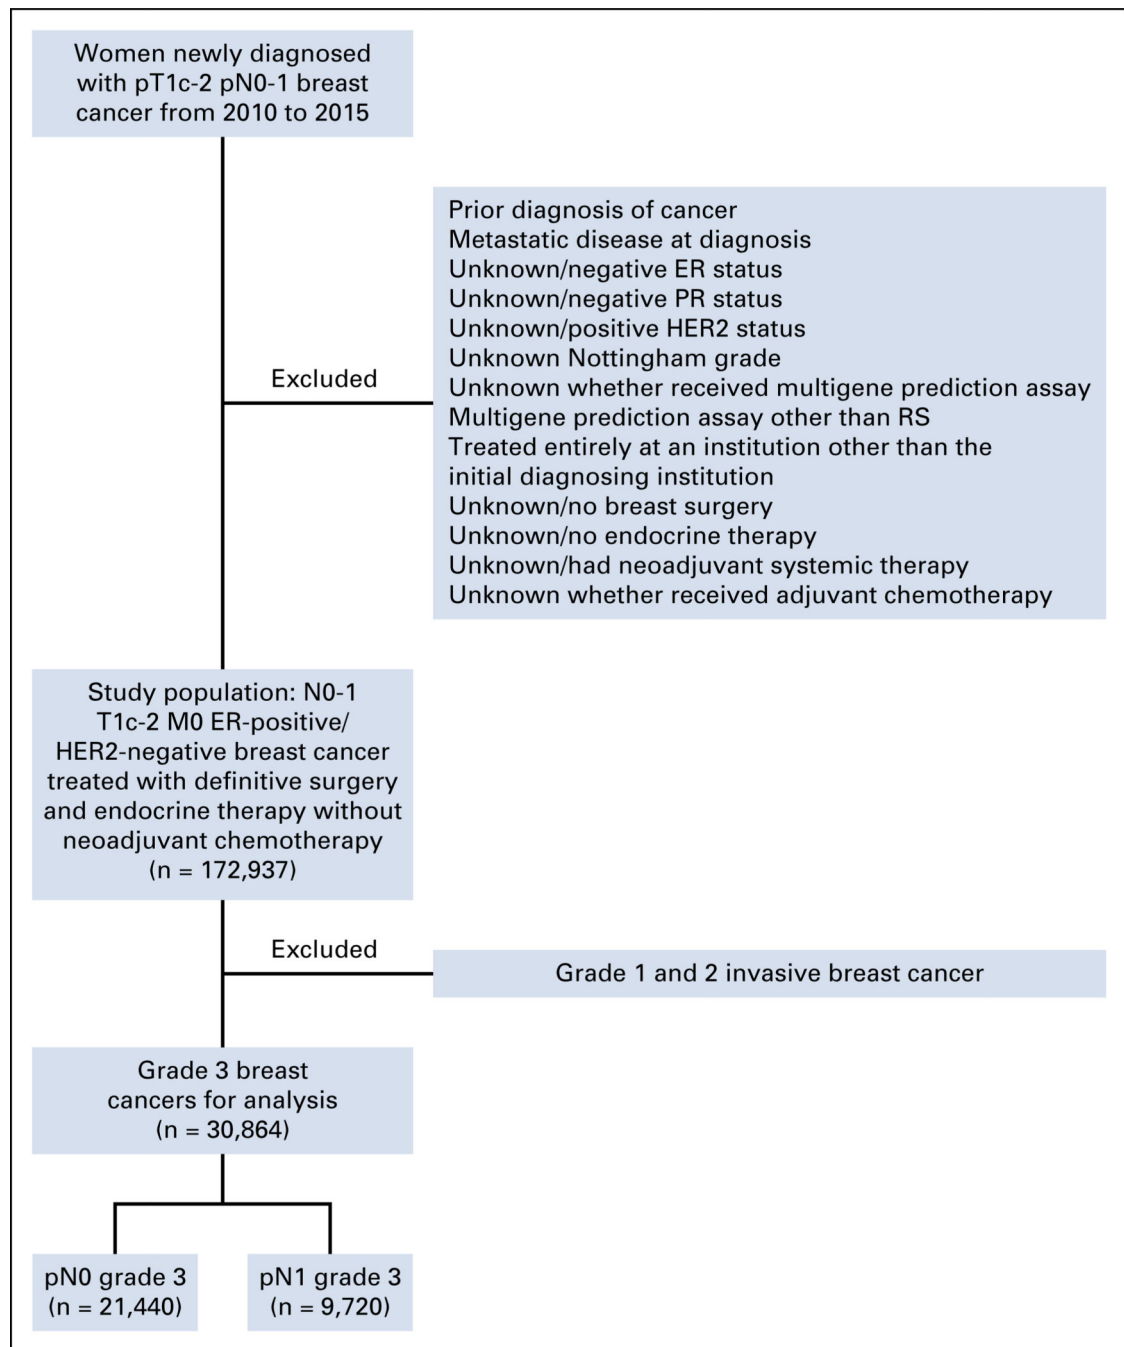 Women newly diagnosed
with pT1c-2 pN0-1 breast
cancer from 2010 to 2015
Excluded
Prior diagnosis of cancer
Metastatic disease at diagnosis
Unknown/negative ER status
Unknown/negative PR status
Unknown/positive HER2 status
Unknown Nottingham grade
Unknown whether received multigene prediction assay
Multigene prediction assay other than RS
Treated entirely at an institution other than the
initial diagnosing institution
Unknown/no breast surgery
Unknown/no endocrine therapy
Unknown/had neoadjuvant systemic therapy
Unknown whether received adjuvant chemotherapy
Study population: N0-1
T1c-2 M0 ER-positive/
HER2-negative breast cancer
treated with definitive surgery
and endocrine therapy without
neoadjuvant chemotherapy
(n = 172,937)
Excluded
Grade 1 and 2 invasive breast cancer
Grade 3 breast
cancers for analysis
(n = 30,864)
pN0 grade 3
(n = 21,440)
pN1 grade 3
(n = 9,720)